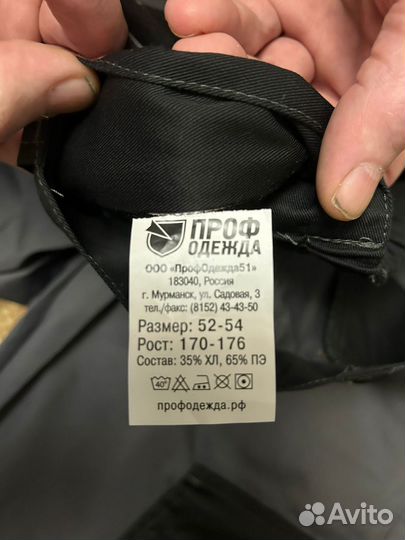 ПРОФ
ОДЕЖДА
ООО «ПрофОдежда51»
183040, Россия
г. Мурманск, ул. Садовая, 3
тел./факс: (8152) 43-43-50
Размер: 52-54
Рост: 170-176
Состав: 35% ХЛ, 65% ПЭ
40°
профодежда.рф
Avito